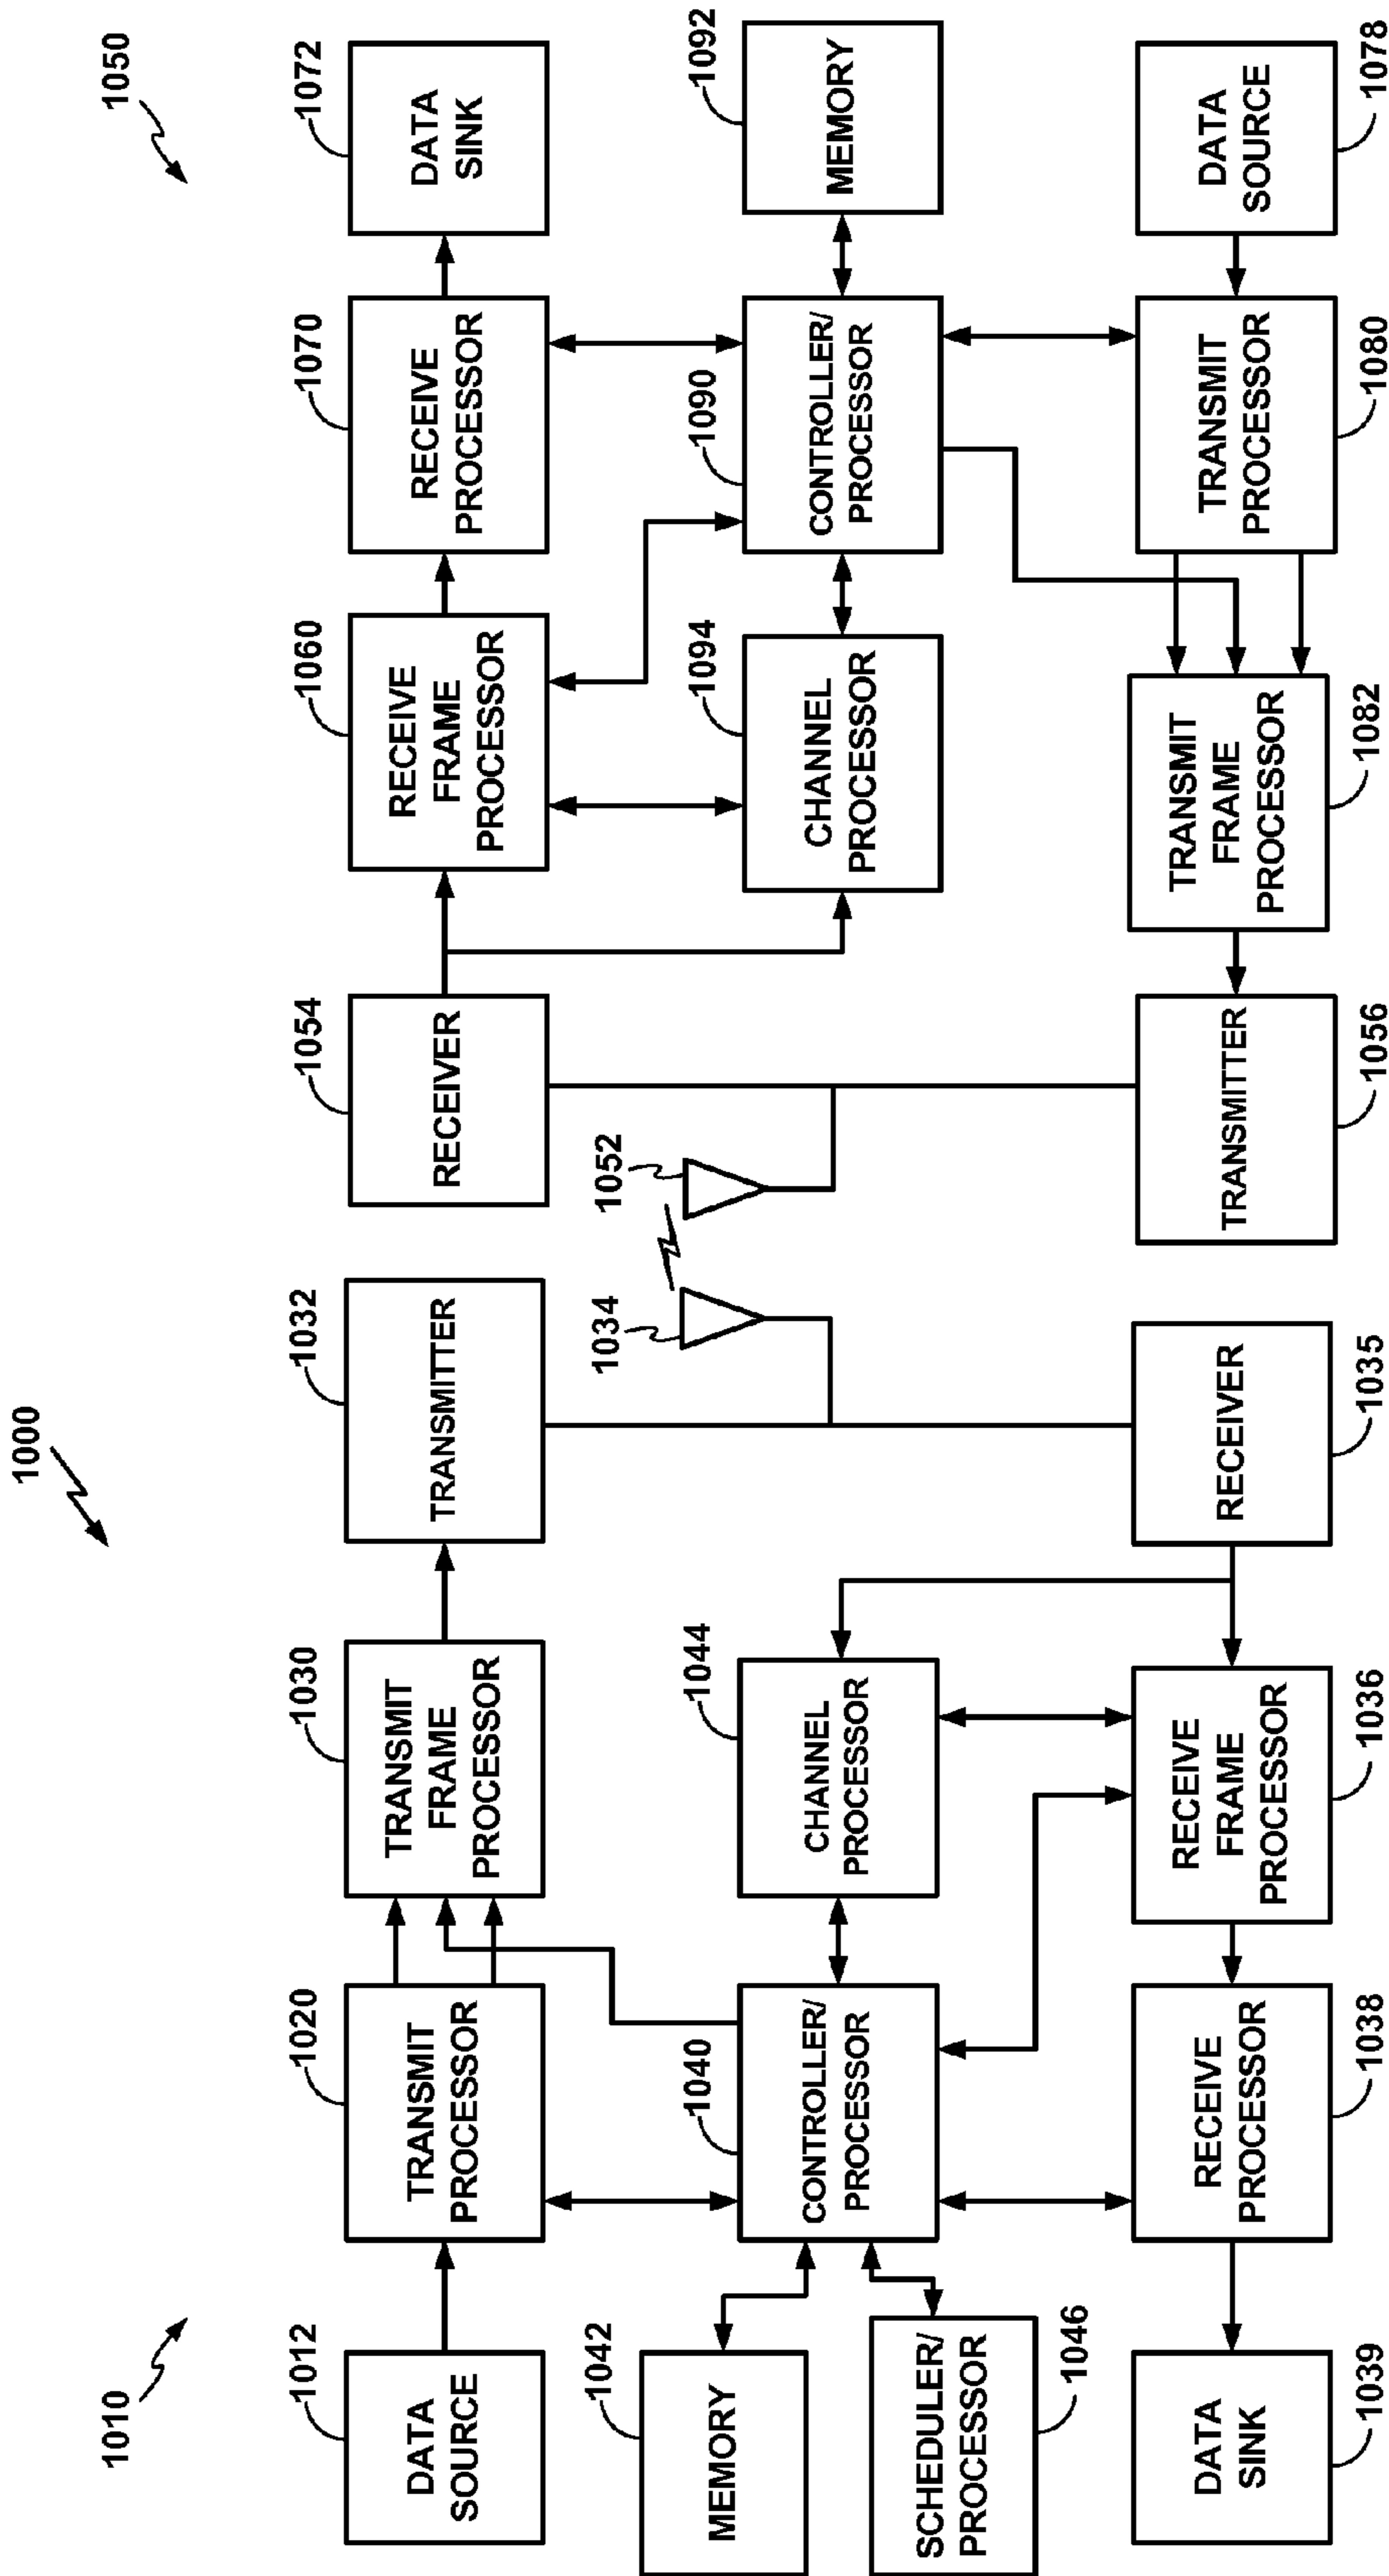 1000
1010
1050
1012
DATA
SOURCE
1020
TRANSMIT
PROCESSOR
1030
TRANSMIT
FRAME
PROCESSOR
1032
TRANSMITTER
1054
RECEIVER
1060
RECEIVE
FRAME
PROCESSOR
1070
RECEIVE
PROCESSOR
1072
DATA
SINK
1042
MEMORY
1040
CONTROLLER/
PROCESSOR
1044
CHANNEL
PROCESSOR
1034
1052
1094
CHANNEL
PROCESSOR
1090
CONTROLLER/
PROCESSOR
1092
MEMORY
SCHEDULER/
PROCESSOR
1046
DATA
SINK
1039
RECEIVE
PROCESSOR
1038
RECEIVE
FRAME
PROCESSOR
1036
RECEIVER
1035
TRANSMITTER
1056
TRANSMIT
FRAME
PROCESSOR
1082
TRANSMIT
PROCESSOR
1080
DATA
SOURCE
1078